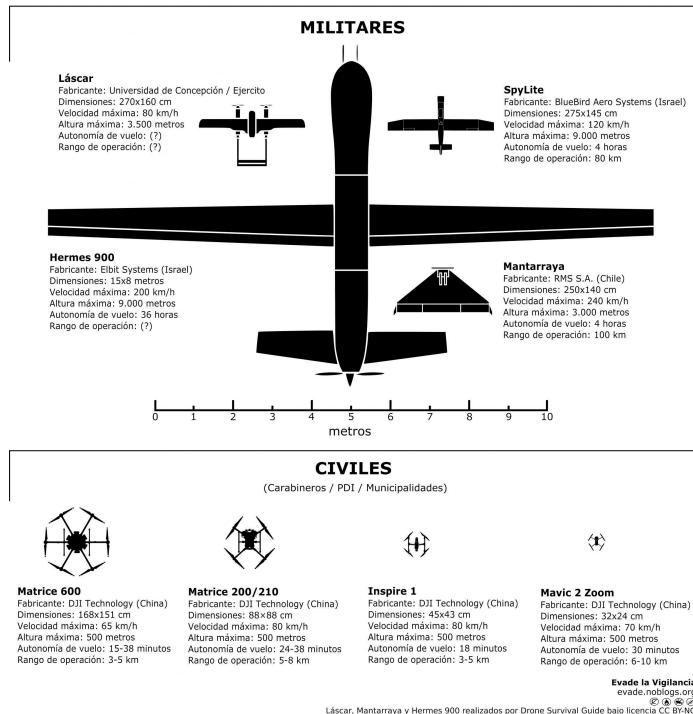 MILITARES
Láscar
Fabricante: Universidad de Concepción / Ejercito
Dimensiones: 270x160 cm
Velocidad máxima: 80 km/h
Altura máxima: 3.500 metros
Autonomía de vuelo: (?)
Rango de operación: (?)
SpyLite
Fabricante: BlueBird Aero Systems (Israel)
Dimensiones: 275x145 cm
Velocidad máxima: 120 km/h
Altura máxima: 9.000 metros
Autonomía de vuelo: 4 horas
Rango de operación: 80 km
Hermes 900
Fabricante: Elbit Systems (Israel)
Dimensiones: 15x8 metros
Velocidad máxima: 200 km/h
Altura máxima: 9.000 metros
Autonomía de vuelo: 36 horas
Rango de operación: (?)
Mantarraya
Fabricante: RMS S.A. (Chile)
Dimensiones: 250x140 cm
Velocidad máxima: 240 km/h
Altura máxima: 3.000 metros
Autonomía de vuelo: 4 horas
Rango de operación: 100 km
0 1 2 3 4 5 6 7 8 9 10
metros
CIVILES
(Carabineros / PDI / Municipalidades)
Matrice 600
Fabricante: DJI Technology (China)
Dimensiones: 168x151 cm
Velocidad máxima: 65 km/h
Altura máxima: 500 metros
Autonomía de vuelo: 15-38 minutos
Rango de operación: 3-5 km
Matrice 200/210
Fabricante: DJI Technology (China)
Dimensiones: 88×88 cm
Velocidad máxima: 80 km/h
Altura máxima: 500 metros
Autonomía de vuelo: 24-38 minutos
Rango de operación: 5-8 km
Inspire 1
Fabricante: DJI Technology (China)
Dimensiones: 45x43 cm
Velocidad máxima: 80 km/h
Altura máxima: 500 metros
Autonomía de vuelo: 18 minutos
Rango de operación: 3-5 km
Mavic 2 Zoom
Fabricante: DJI Technology (China)
Dimensiones: 32x24 cm
Velocidad máxima: 70 km/h
Altura máxima: 500 metros
Autonomía de vuelo: 30 minutos
Rango de operación: 6-10 km
Evade la Vigilancia
evade.noblogs.org
Láscar, Mantarraya y Hermes 900 realizados por Drone Survival Guide bajo licencia CC BY-NC